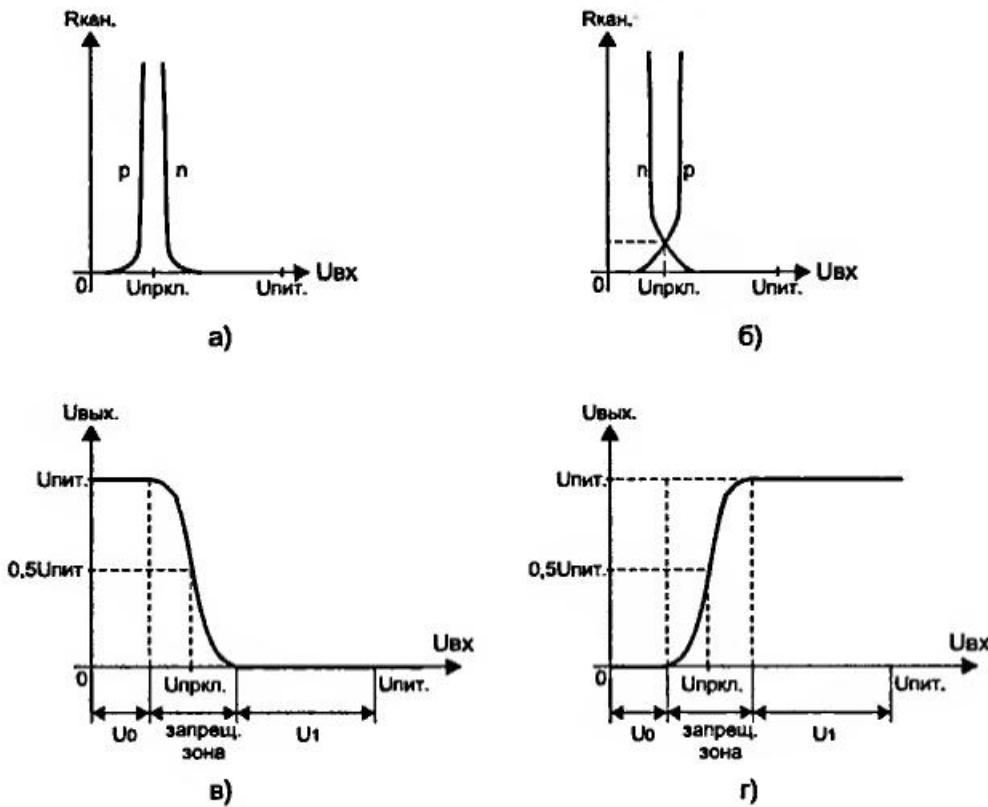 Rкан.
p
n
0
Uпркл.
Uпит.
Uвх
а)
Rкан.
n
p
0
Uпркл.
Uпит.
Uвх
б)
Uвых.
Uпит.
0,5Uпит
Uвх
0
Uпркл.
Uпит.
U0
запрещ.
зона
U1
в)
Uвых.
Uпит.
0,5Uпит.
Uвх
0
Uпркл.
Uпит.
U0
запрещ.
зона
U1
г)